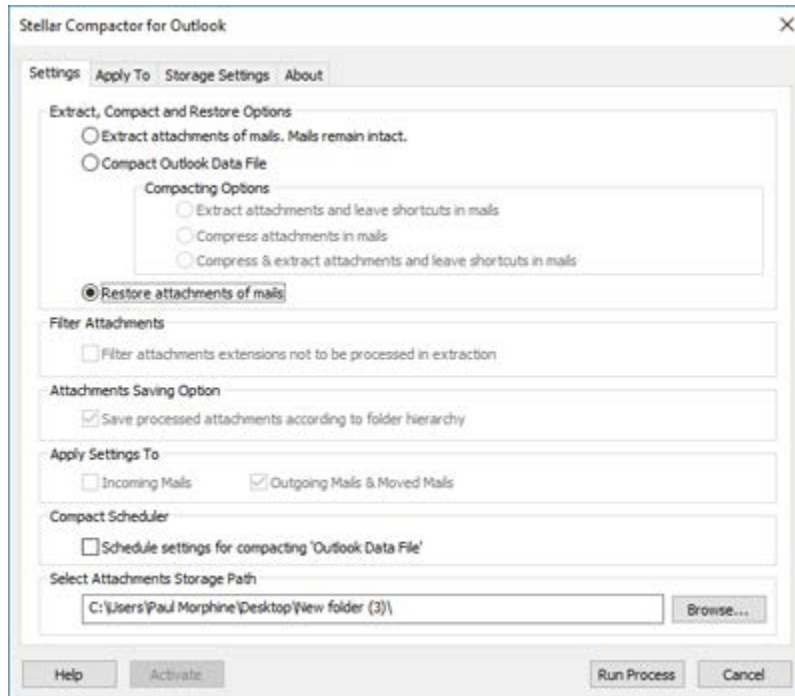 Stellar Compactor for Outlook
Settings Apply To Storage Settings About
Extract, Compact and Restore Options
Extract attachments of mails. Mails remain intact.
Compact Outlook Data File
Compacting Options
Extract attachments and leave shortcuts in mails
Compress attachments in mails
Compress & extract attachments and leave shortcuts in mails
Restore attachments of mails
Filter Attachments
Filter attachments extensions not to be processed in extraction
Attachments Saving Option
Save processed attachments according to folder hierarchy
Apply Settings To
Incoming Mails Outgoing Mails & Moved Mails
Compact Scheduler
Schedule settings for compacting 'Outlook Data File'
Select Attachments Storage Path
C:\Users\Paul Morphine\Desktop\New folder (3)\ Browse...
Help Activate Run Process Cancel